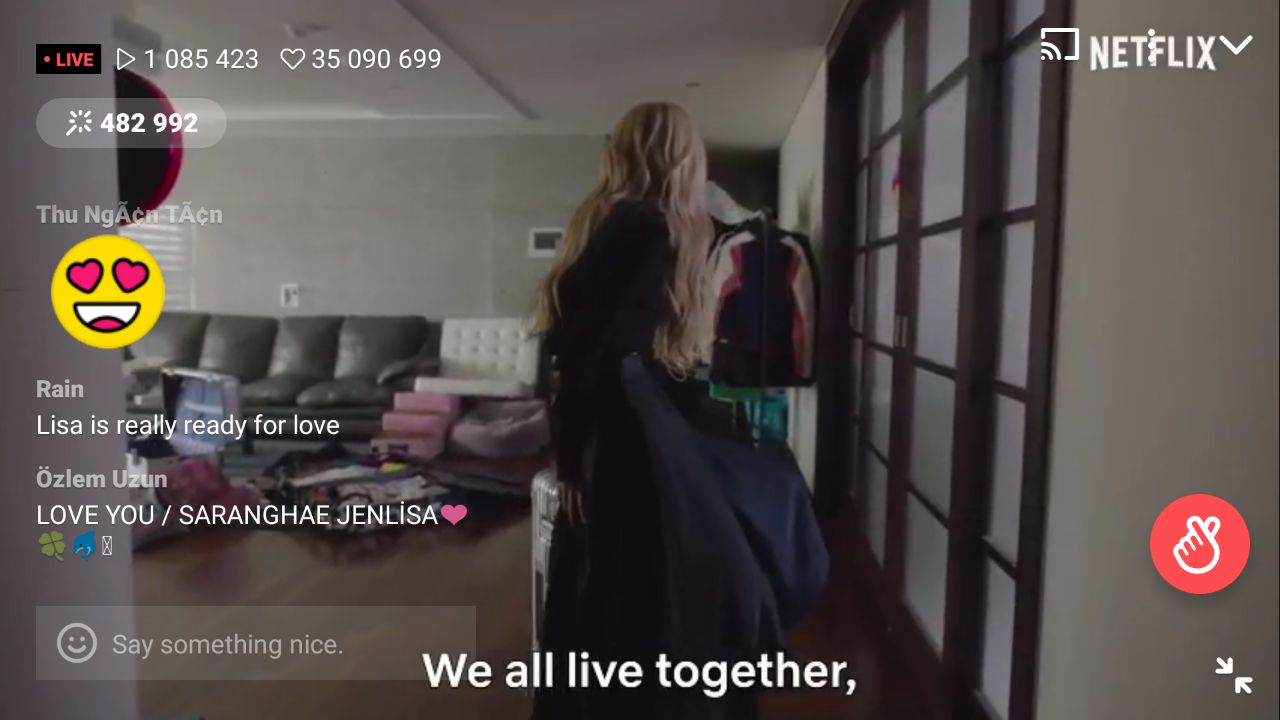 LIVE 1 085 423 35 090 699
NETFLIX
482 992
Thu NgÃ¢n TÃ¢n
Rain
Lisa is really ready for love
Özlem Uzun
LOVE YOU / SARANGHAE JENLİSA❤
🍀
Say something nice.
We all live together,